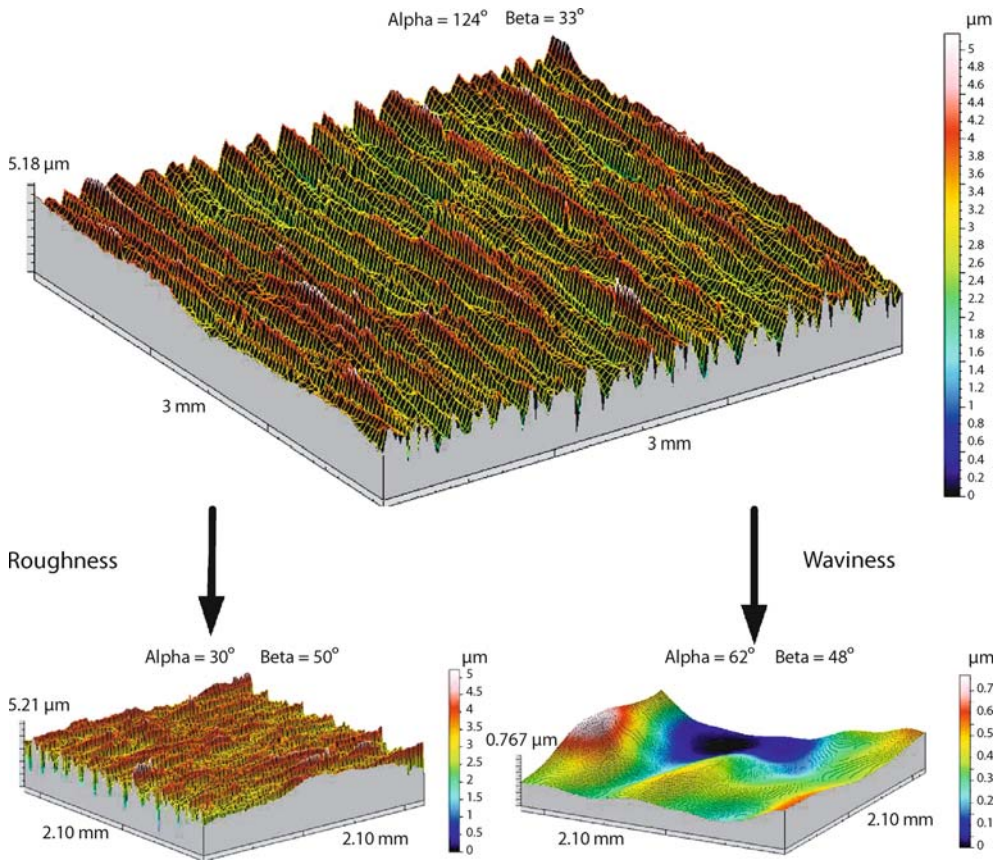 Alpha = 124° Beta = 33°
µm
5
4.8
4.6
4.4
4.2
4
3.8
3.6
3.4
3.2
3
2.8
2.6
2.4
2.2
2
1.8
1.6
1.4
1.2
1
0.8
0.6
0.4
0.2
0
5.18 µm
3 mm
3 mm
Roughness
Waviness
Alpha = 30° Beta = 50°
µm
5
4.5
4
3.5
3
2.5
2
1.5
1
0.5
0
5.21 µm
2.10 mm
2.10 mm
Alpha = 62° Beta = 48°
µm
0.7
0.6
0.5
0.4
0.3
0.2
0.1
0
0.767 µm
2.10 mm
2.10 mm